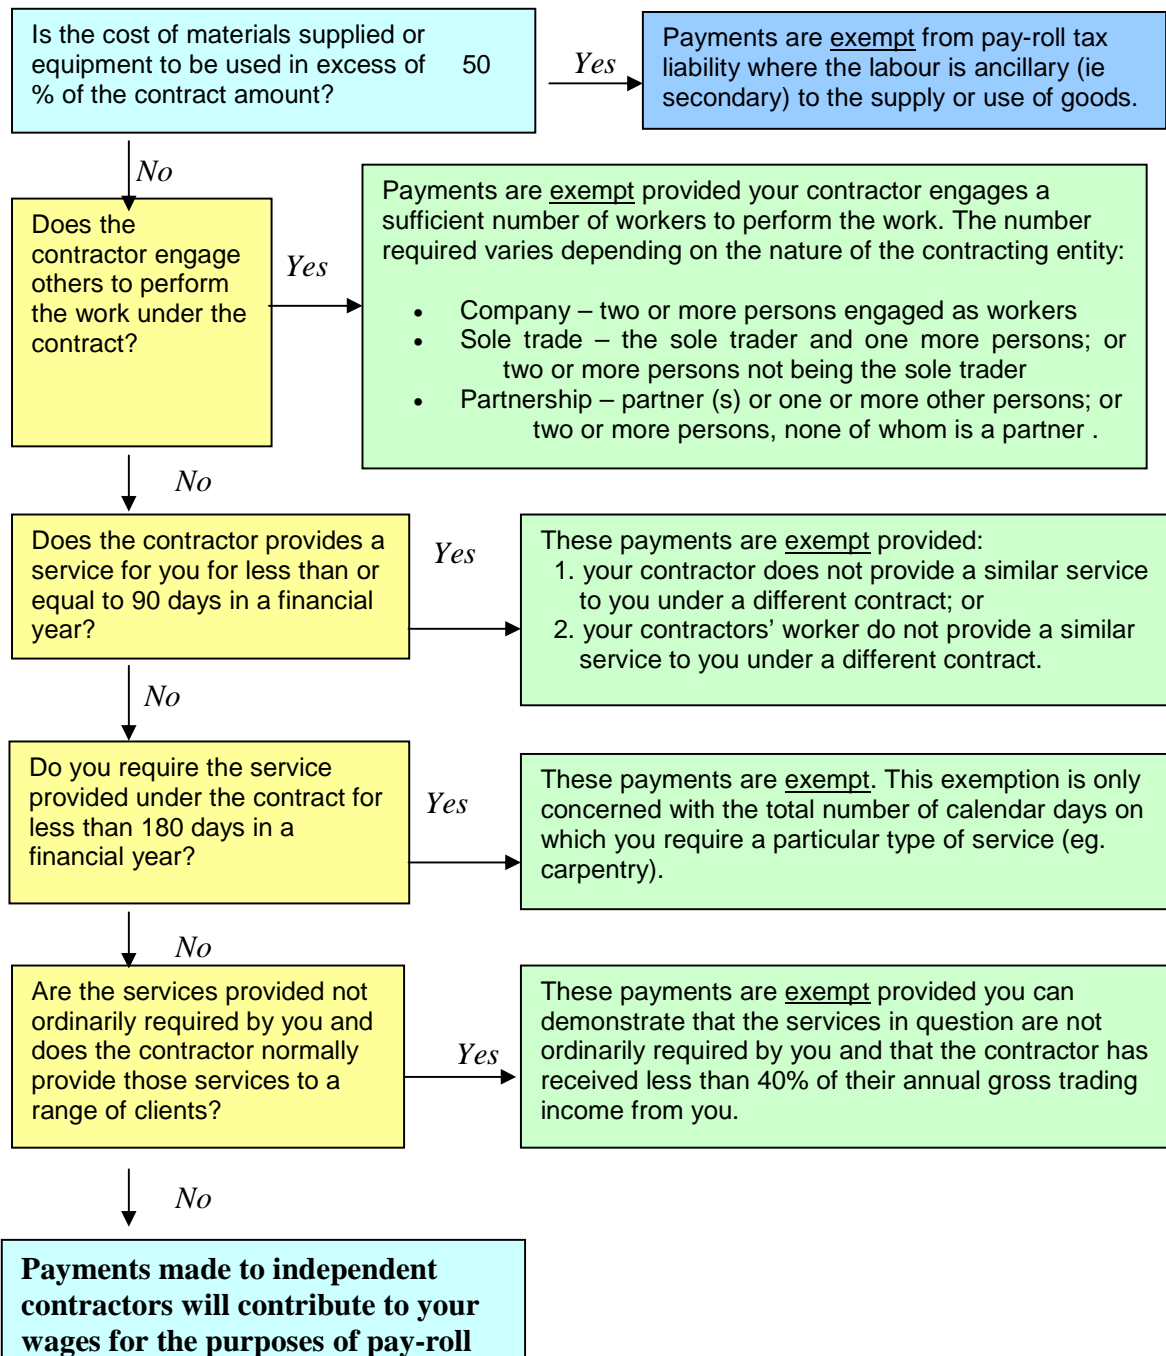 Is the cost of materials supplied or
equipment to be used in excess of 50
% of the contract amount?
Yes
Payments are exempt from pay-roll tax
liability where the labour is ancillary (ie
secondary) to the supply or use of goods.
No
Does the
contractor engage
others to perform
the work under the
contract?
Yes
Payments are exempt provided your contractor engages a
sufficient number of workers to perform the work. The number
required varies depending on the nature of the contracting entity:
• Company – two or more persons engaged as workers
• Sole trade – the sole trader and one more persons; or
two or more persons not being the sole trader
• Partnership – partner (s) or one or more other persons; or
two or more persons, none of whom is a partner .
No
Does the contractor provides a
service for you for less than or
equal to 90 days in a financial
year?
Yes
These payments are exempt provided:
1. your contractor does not provide a similar service
to you under a different contract; or
2. your contractors’ worker do not provide a similar
service to you under a different contract.
No
Do you require the service
provided under the contract for
less than 180 days in a
financial year?
Yes
These payments are exempt. This exemption is only
concerned with the total number of calendar days on
which you require a particular type of service (eg.
carpentry).
No
Are the services provided not
ordinarily required by you and
does the contractor normally
provide those services to a
range of clients?
Yes
These payments are exempt provided you can
demonstrate that the services in question are not
ordinarily required by you and that the contractor has
received less than 40% of their annual gross trading
income from you.
No
Payments made to independent
contractors will contribute to your
wages for the purposes of pay-roll